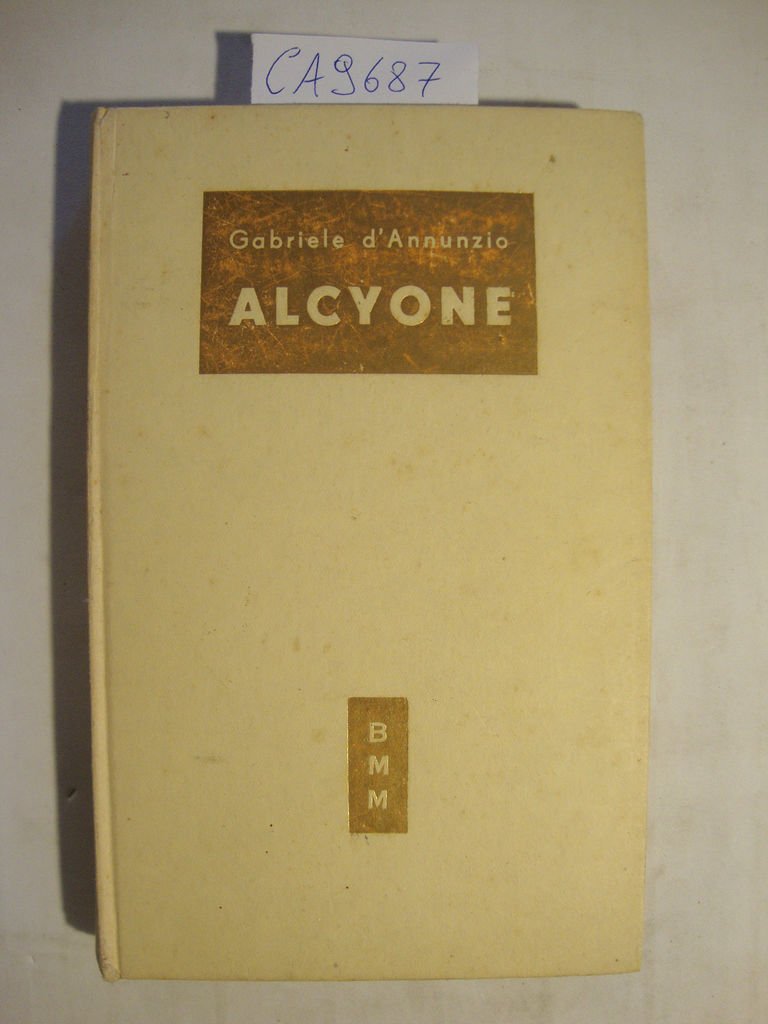 CA9687
Gabriele d'Annunzio
ALCYONE
B
M
M